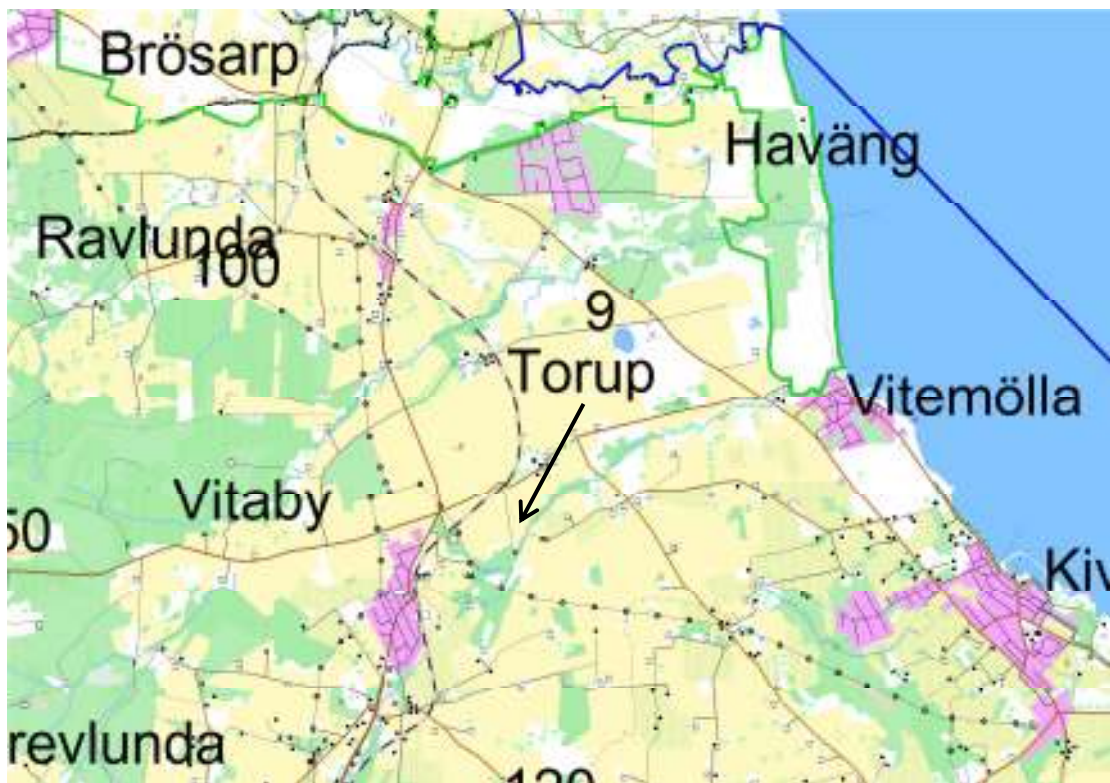 Brösarp
Haväng
Ravlunda
100
9
Torup
Vitemölla
Vitaby
50
Kiv
revlunda
120